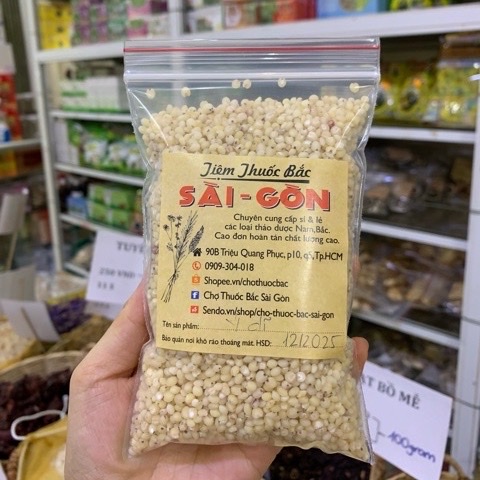 Tiệm Thuốc Bắc
SÀI-GÒN
Chuyên cung cấp sỉ & lẻ
các loại thảo dược Nam,Bắc.
Cao đơn hoàn tán chất lượng cao.
90B Triệu Quang Phục, p10, q5,Tp.HCM
0909-304-018
Shopee.vn/chothuocbac
Chợ Thuốc Bắc Sài Gòn
Sendo.vn/shop/cho-thuoc-bac-sai-gon
Tên sản phẩm:
Bảo quản nơi khô ráo thoáng mát. HSD: 12/2025
100gram